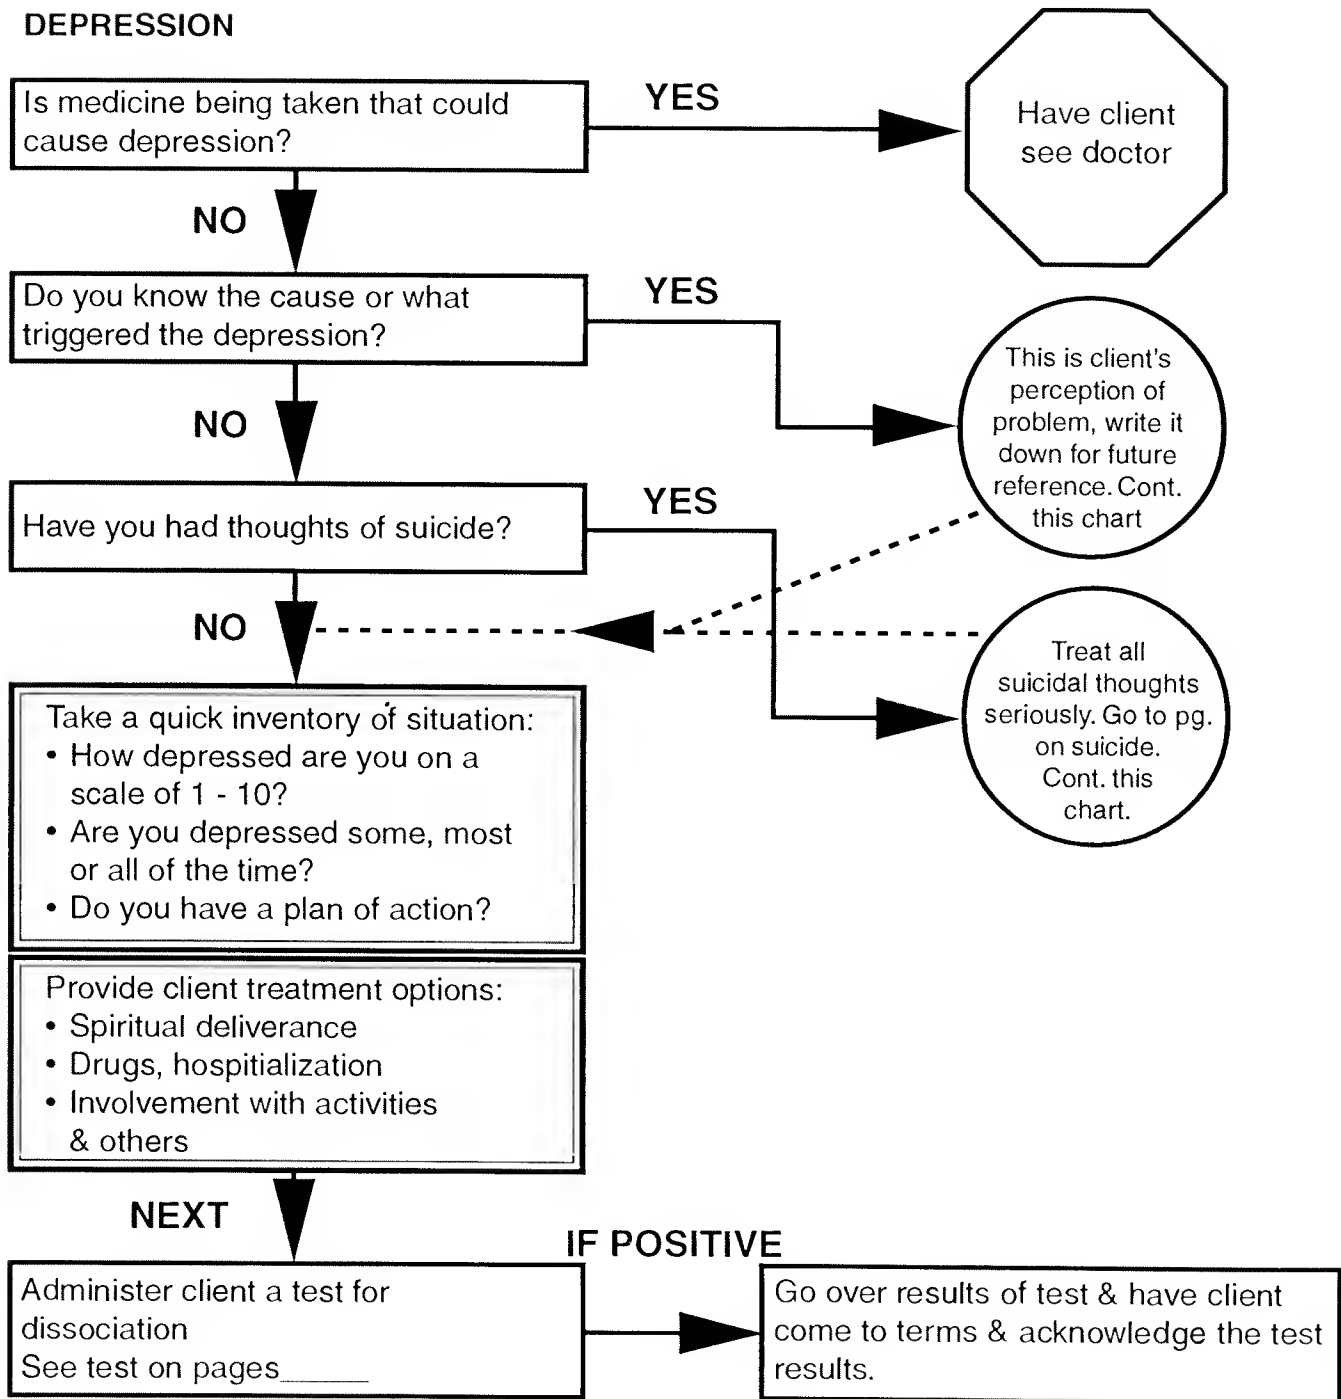 DEPRESSION
Is medicine being taken that could
cause depression?
YES
Have client
see doctor
NO
Do you know the cause or what
triggered the depression?
YES
This is client's
perception of
problem, write it
down for future
reference. Cont.
this chart
NO
Have you had thoughts of suicide?
YES
Treat all
suicidal thoughts
seriously. Go to pg.
on suicide.
Cont. this
chart.
NO
Take a quick inventory of situation:
• How depressed are you on a
scale of 1 - 10?
• Are you depressed some, most
or all of the time?
• Do you have a plan of action?
Provide client treatment options:
• Spiritual deliverance
• Drugs, hospitialization
• Involvement with activities
& others
NEXT
Administer client a test for
dissociation
See test on pages______
IF POSITIVE
Go over results of test & have client
come to terms & acknowledge the test
results.